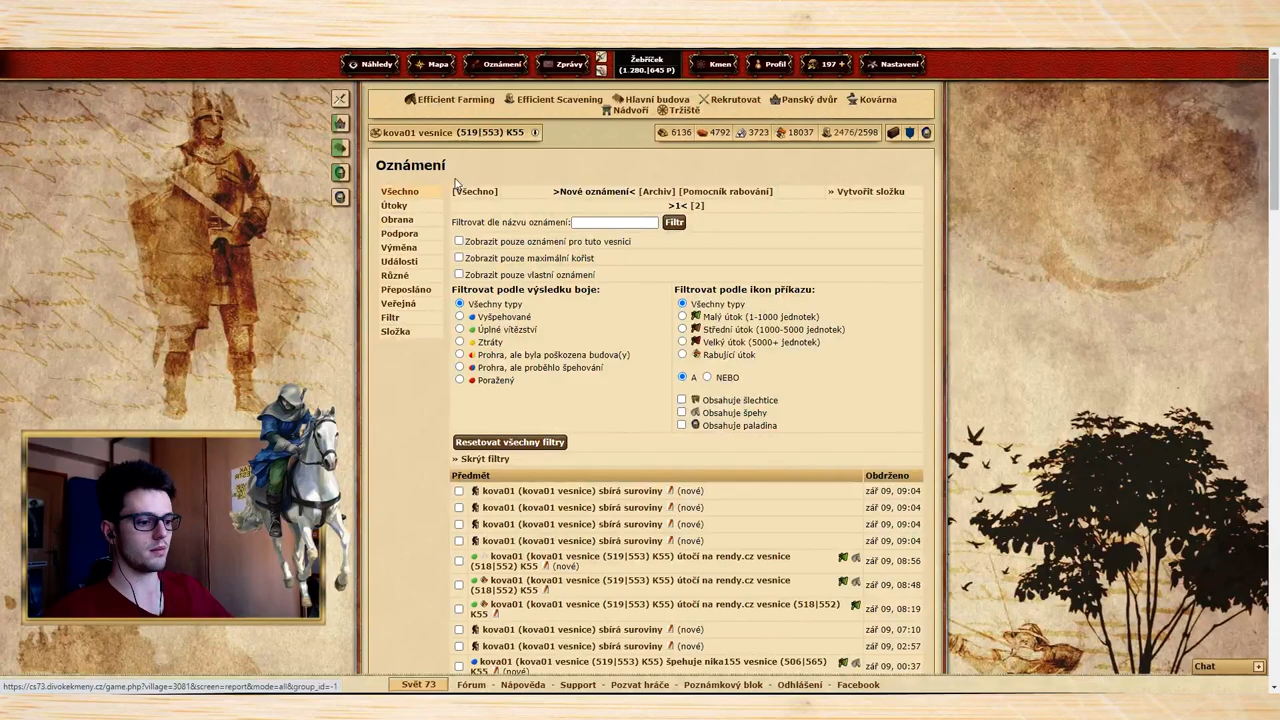 Náhledy Mapa Oznámení Zprávy Žebříček Kmen Profil 197 + Nastavení
(1.280.|645 P)
Efficient Farming Efficient Scavening Hlavní budova Rekrutovat Panský dvůr Kovárna
Nádvoří Tržiště
kova01 vesnice (519|553) K55 6136 4792 3723 18037 2476/2598
Oznámení
Všechno
Útoky
Obrana
Podpora
Výměna
Události
Různé
Přeposláno
Veřejná
Filtr
Složka
[Všechno] >Nové oznámení< [Archiv] [Pomocník rabování] » Vytvořit složku
>1< [2]
Filtrovat dle názvu oznámení: Filtr
Zobrazit pouze oznámení pro tuto vesnici
Zobrazit pouze maximální kořist
Zobrazit pouze vlastní oznámení
Filtrovat podle výsledku boje:
Všechny typy
Vyšpehované
Úplné vítězství
Ztráty
Prohra, ale byla poškozena budova(y)
Prohra, ale proběhlo špehování
Poražený
Filtrovat podle ikon příkazu:
Všechny typy
Malý útok (1-1000 jednotek)
Střední útok (1000-5000 jednotek)
Velký útok (5000+ jednotek)
Rabující útok
A NEBO
Obsahuje šlechtice
Obsahuje špehy
Obsahuje paladina
Resetovat všechny filtry
» Skrýt filtry
Předmět Obdrženo
kova01 (kova01 vesnice) sbírá suroviny (nové) zář 09, 09:04
kova01 (kova01 vesnice) sbírá suroviny (nové) zář 09, 09:04
kova01 (kova01 vesnice) sbírá suroviny (nové) zář 09, 09:04
kova01 (kova01 vesnice) sbírá suroviny (nové) zář 09, 09:04
kova01 (kova01 vesnice (519|553) K55) útočí na rendy.cz vesnice
(518|552) K55 (nové) zář 09, 08:56
kova01 (kova01 vesnice (519|553) K55) útočí na rendy.cz vesnice
(518|552) K55 zář 09, 08:48
kova01 (kova01 vesnice (519|553) K55) útočí na rendy.cz vesnice (518|552)
K55 zář 09, 08:19
kova01 (kova01 vesnice) sbírá suroviny (nové) zář 09, 07:10
kova01 (kova01 vesnice) sbírá suroviny (nové) zář 09, 02:57
kova01 (kova01 vesnice (519|553) K55) špehuje nika155 vesnice (506|565)
K55 (nové) zář 09, 00:37
Chat +
https://cs73.divokekmeny.cz/game.php?village=3081&screen=report&mode=all&group_id=-1
Svět 73 Fórum - Nápověda - Support - Pozvat hráče - Poznámkový blok - Odhlášení - Facebook